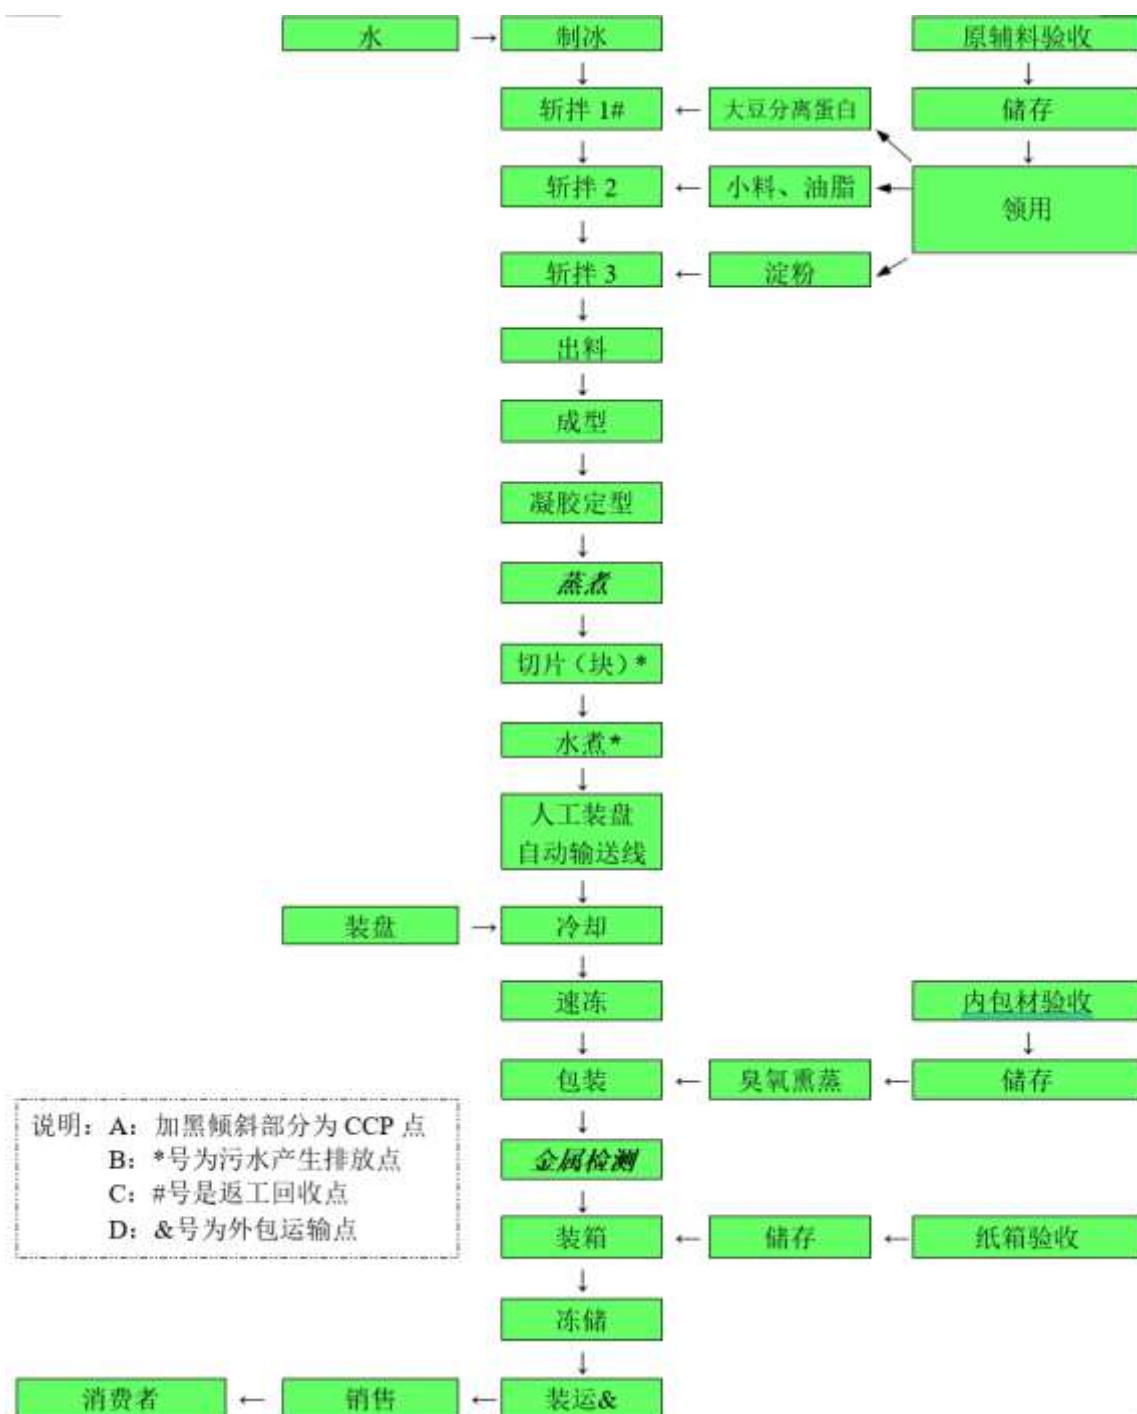 水
制冰
原辅料验收
斩拌 1#
大豆分离蛋白
储存
斩拌 2
小料、油脂
领用
斩拌 3
淀粉
出料
成型
凝胶定型
蒸煮
切片（块）*
水煮*
人工装盘
自动输送线
装盘
冷却
速冻
内包材验收
包装
臭氧熏蒸
储存
说明：A：加黑倾斜部分为 CCP 点
B：*号为污水产生排放点
C：#号是返工回收点
D：&号为外包运输点
金属检测
装箱
储存
纸箱验收
冻储
消费者
销售
装运&